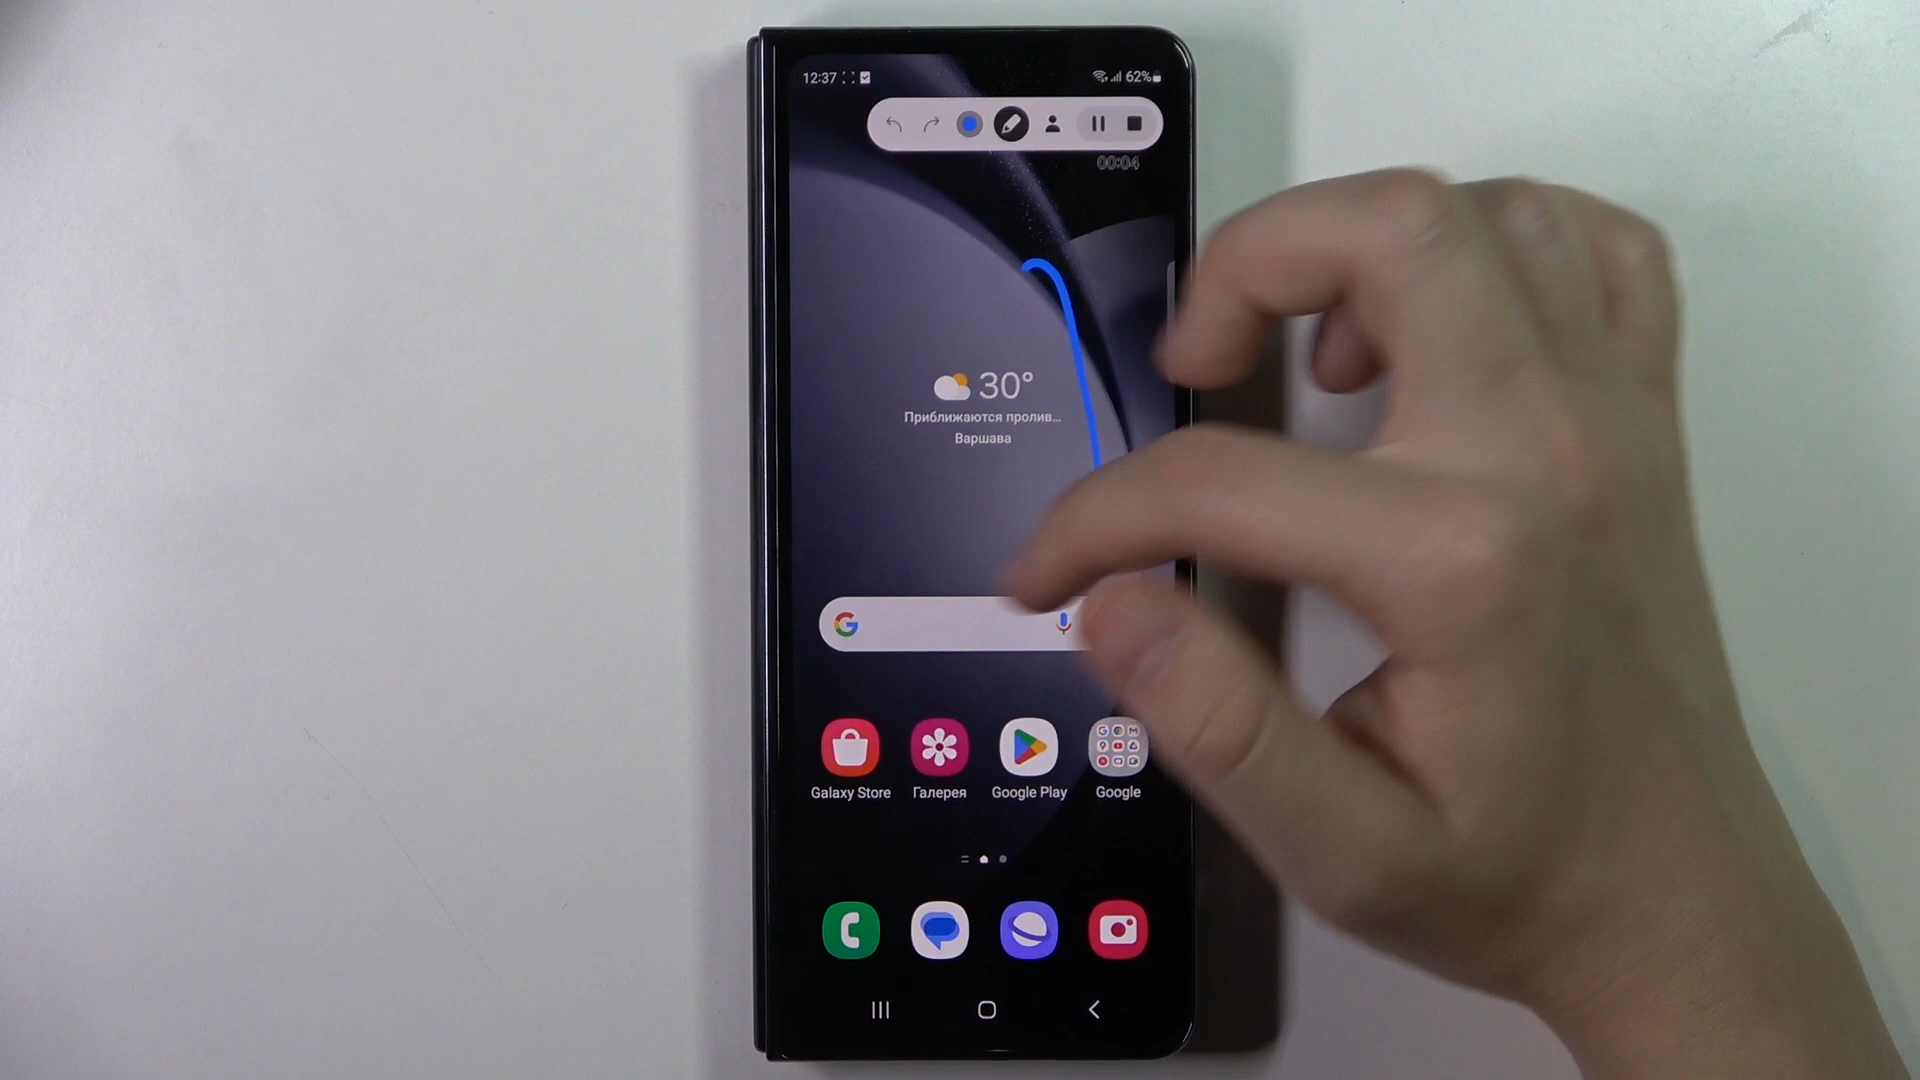 12:37
62%
00:04
30°
Приближаются пролив...
Варшава
Galaxy Store
Галерея
Google Play
Google